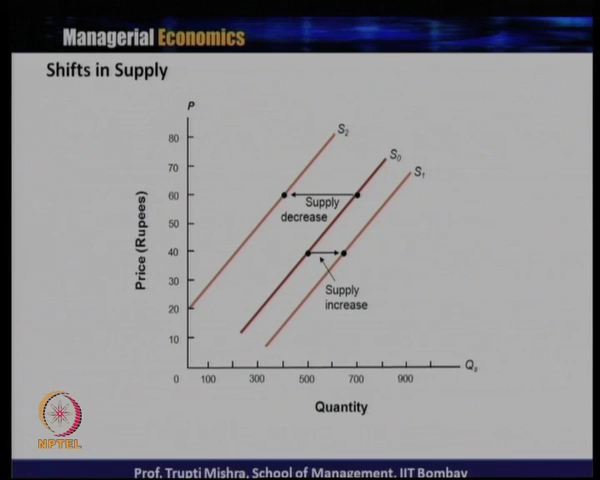 Managerial Economics
Shifts in Supply
P
80
70
60
50
40
30
20
10
0
100
300
500
700
900
Price (Rupees)
S2
S0
S1
Supply
decrease
Supply
increase
Qs
Quantity
NPTEL
Prof. Trupti Mishra, School of Management, IIT Bombay